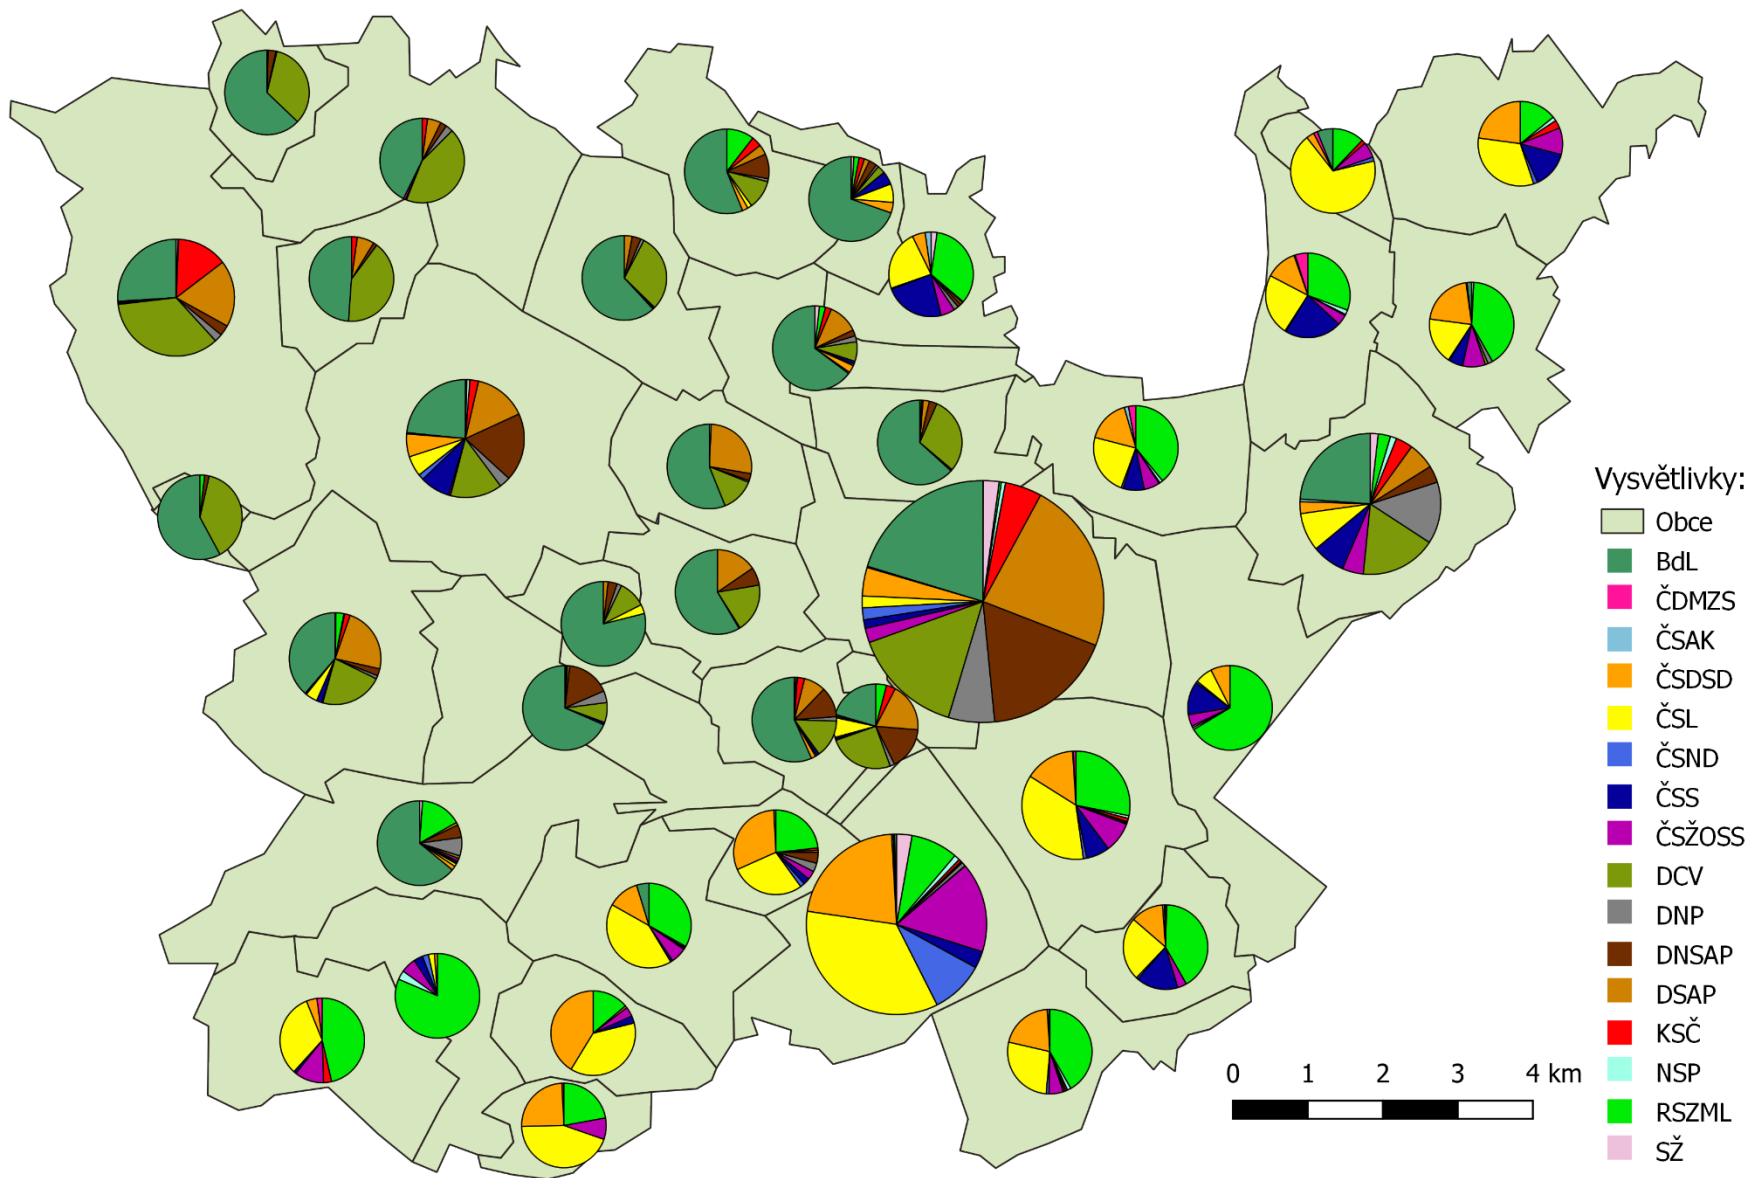 Vysvětlivky:
Obce
BdL
ČDMZS
ČSAK
ČSDSD
ČSL
ČSND
ČSS
ČSŽOSS
DCV
DNP
DNSAP
DSAP
KSČ
NSP
RSZML
SŽ
0 1 2 3 4 km